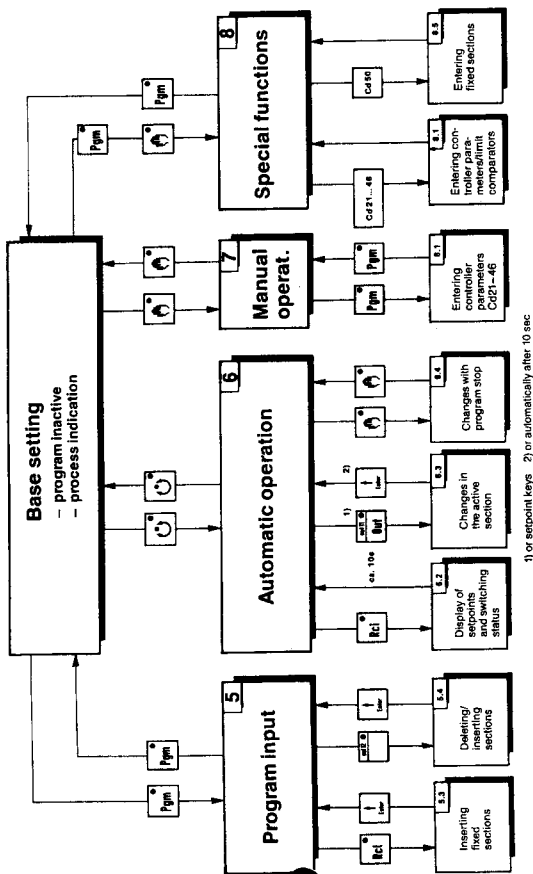 Base setting
– program inactive
– process indication
Pgm
Pgm
Pgm
Pgm
5
Program input
6
Automatic operation
7
Manual
operat.
8
Special functions
Rcl
Enter
Rcl
ca. 10s
1)
Out
2)
Enter
Pgm
Pgm
Cd 21 ... 46
Cd 50
5.3
Inserting
fixed
sections
5.4
Deleting/
inserting
sections
6.2
Display of
setpoints
and switching
status
6.3
Changes in
the active
section
6.4
Changes with
program stop
8.1
Entering
controller
parameters
Cd21–46
8.1
Entering con-
troller para-
meters/limit
comparators
8.5
Entering
fixed sections
1) or setpoint keys 2) or automatically after 10 sec